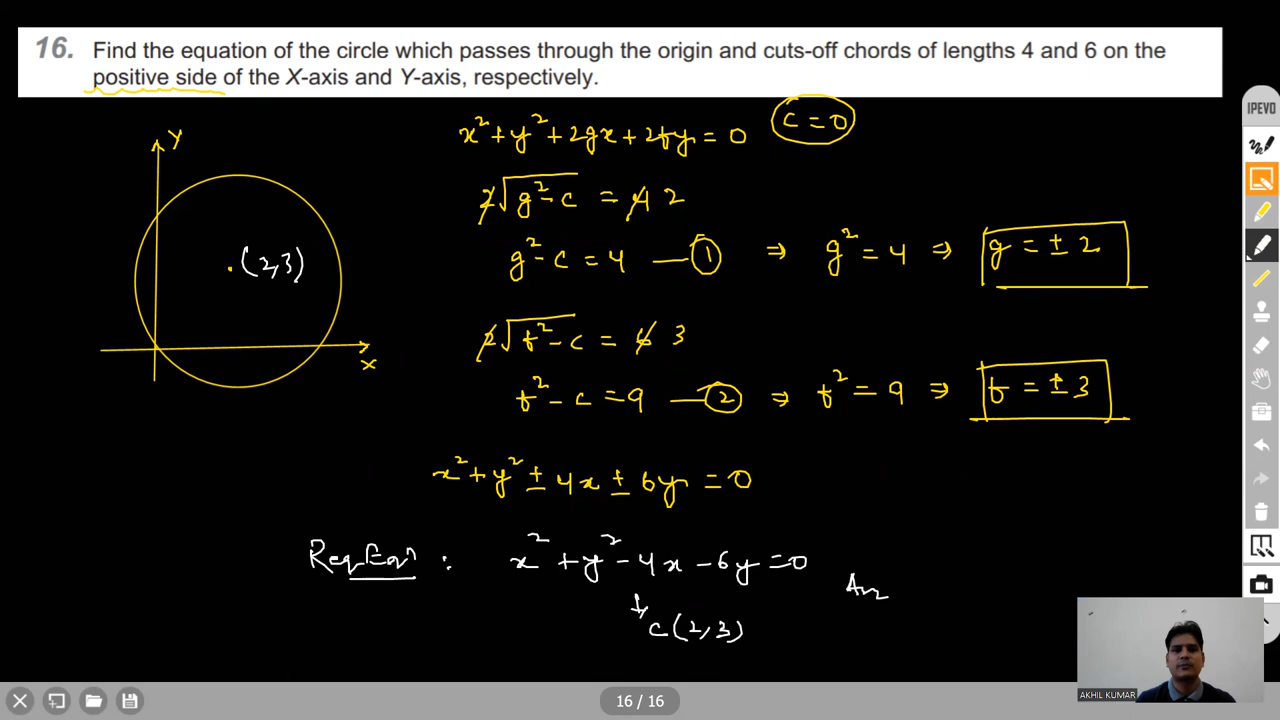 16. Find the equation of the circle which passes through the origin and cuts-off chords of lengths 4 and 6 on the
positive side of the X-axis and Y-axis, respectively.
IPEVO
x² + y² + 2gx + 2fy = 0   c = 0
Y
2√g² - c = 4 2
g² - c = 4 — ① ⇒ g² = 4 ⇒ g = ± 2
.(2,3)
2√f² - c = 6 3
X
f² - c = 9 — ② ⇒ f² = 9 ⇒ f = ± 3
x² + y² ± 4x ± 6y = 0
Req Eqn : x² + y² - 4x - 6y = 0
Ans
↓ C(2,3)
AKHIL KUMAR
16 / 16